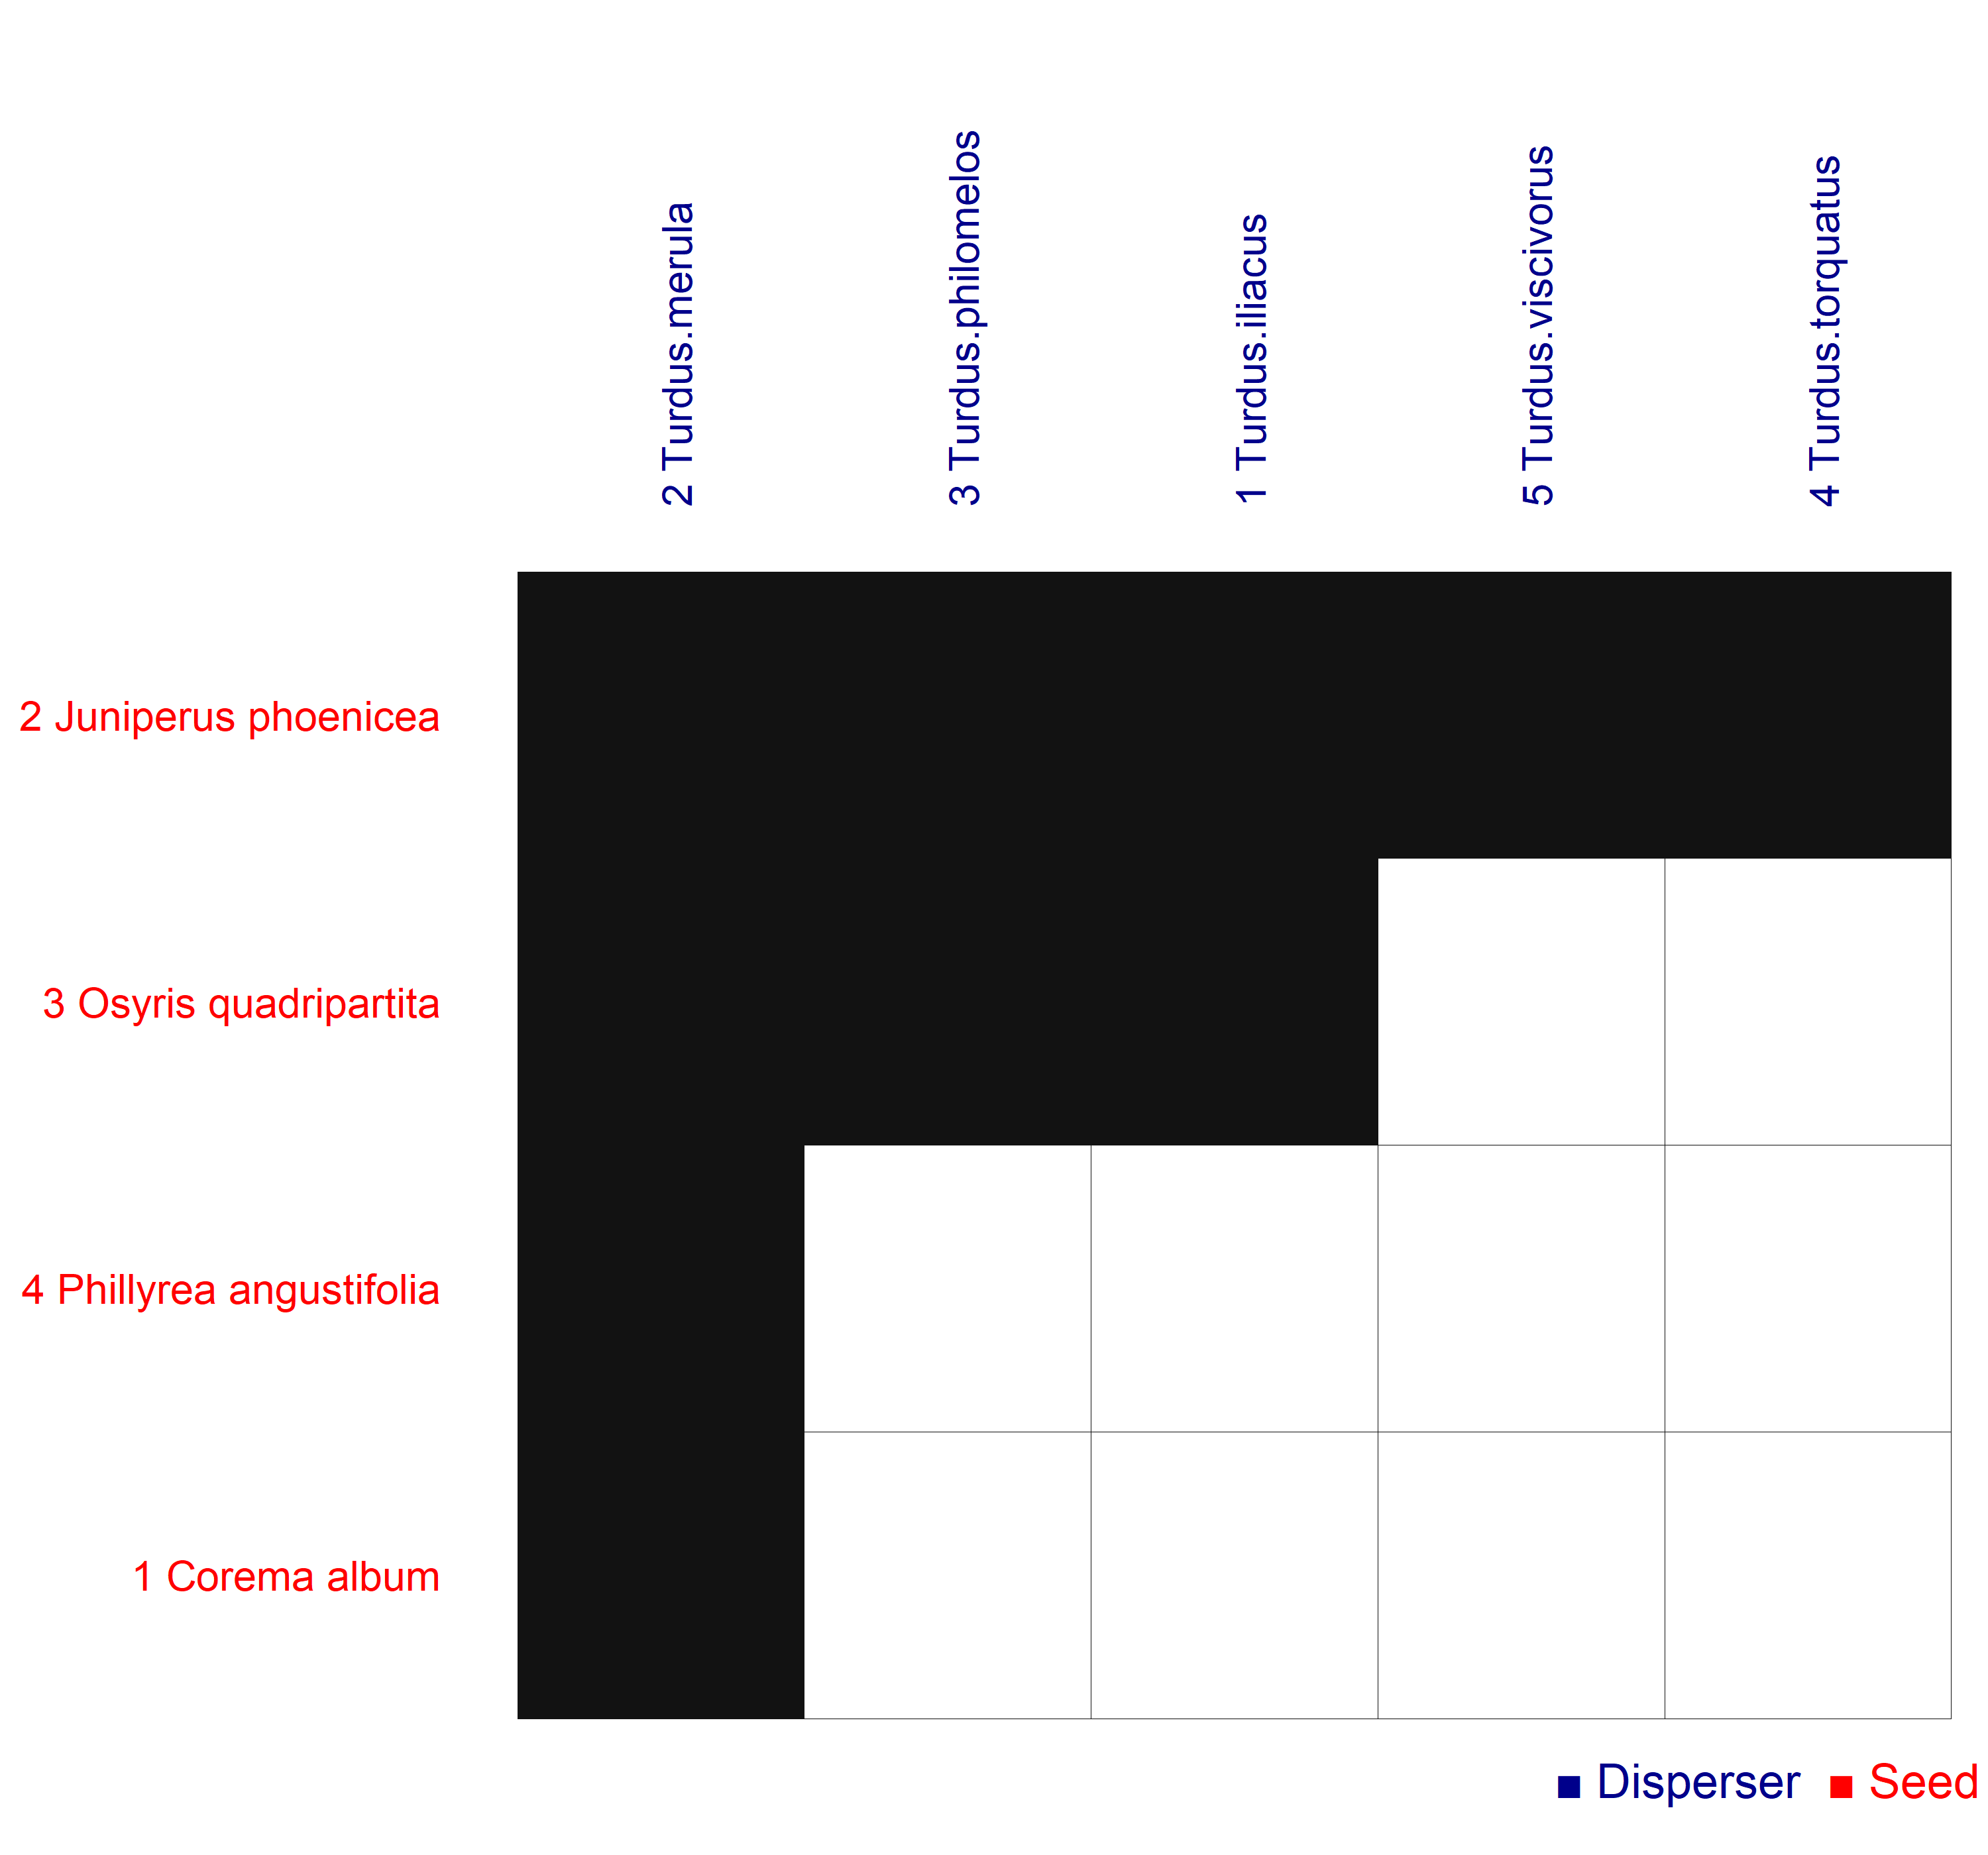 2 Turdus.merula
3 Turdus.philomelos
1 Turdus.iliacus
5 Turdus.viscivorus
4 Turdus.torquatus
2 Juniperus phoenicea
3 Osyris quadripartita
4 Phillyrea angustifolia
1 Corema album
Disperser Seed